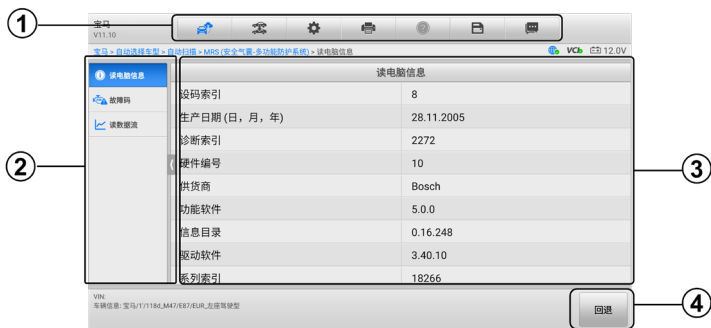 宝马
V11.10
宝马 > 自动选择车型 > 自动扫描 > MRS (安全气囊-多功能防护系统) > 读电脑信息
VCI 12.0V
读电脑信息
故障码
读数据流
读电脑信息
设码索引 8
生产日期 (日，月，年) 28.11.2005
诊断索引 2272
硬件编号 10
供货商 Bosch
功能软件 5.0.0
信息目录 0.16.248
驱动软件 3.40.10
系列索引 18266
VIN:
车辆信息: 宝马/1'/118d_M47/E87/EUR_左座驾驶型
回退
1
2
3
4